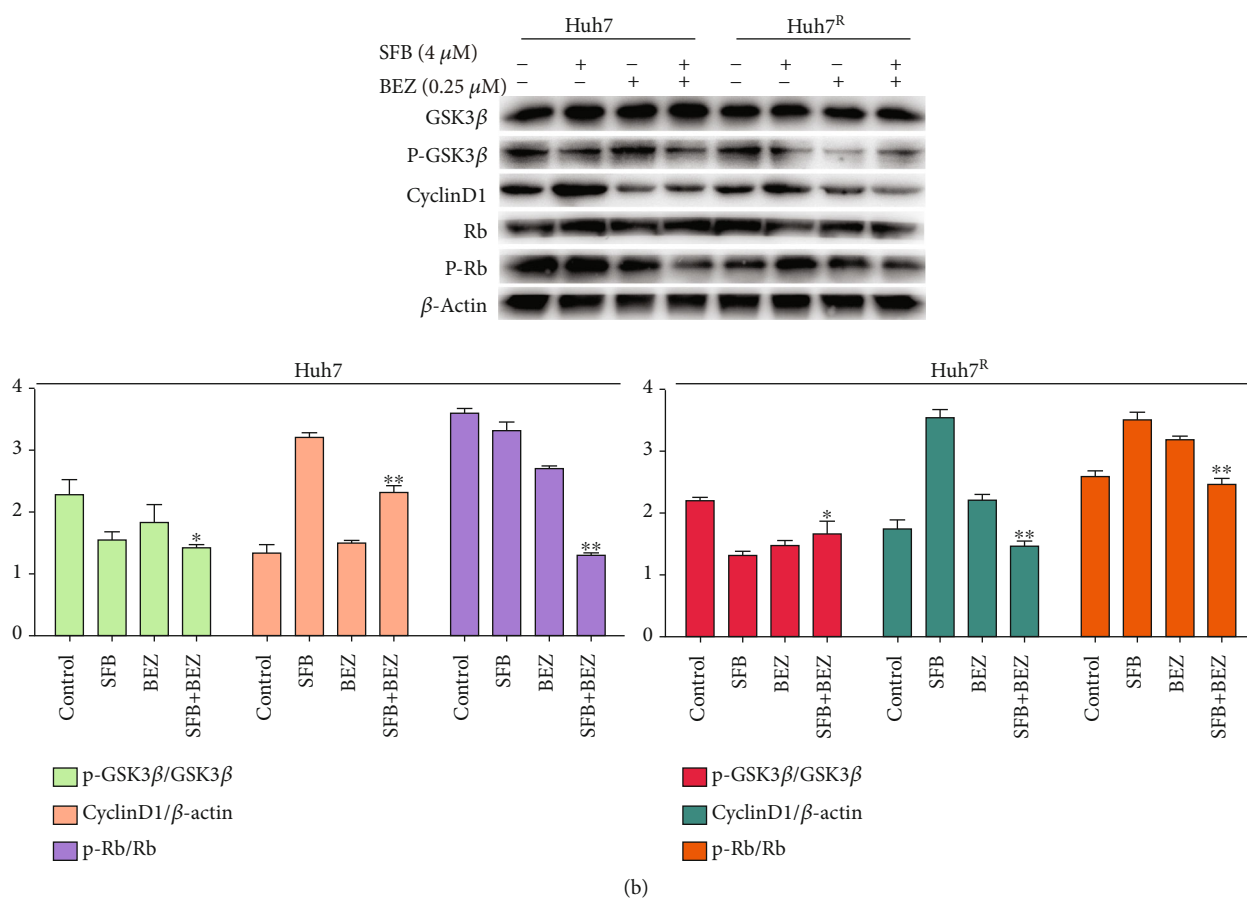 Huh7 Huh7ᴿ
SFB (4 μM) – + – + – + – +
BEZ (0.25 μM) – – + + – – + +
GSK3β
P-GSK3β
CyclinD1
Rb
P-Rb
β-Actin
Huh7
4
3
2
1
0
* ** **
Control SFB BEZ SFB+BEZ Control SFB BEZ SFB+BEZ Control SFB BEZ SFB+BEZ
p-GSK3β/GSK3β
CyclinD1/β-actin
p-Rb/Rb
Huh7ᴿ
4
3
2
1
0
* ** **
Control SFB BEZ SFB+BEZ Control SFB BEZ SFB+BEZ Control SFB BEZ SFB+BEZ
p-GSK3β/GSK3β
CyclinD1/β-actin
p-Rb/Rb
(b)